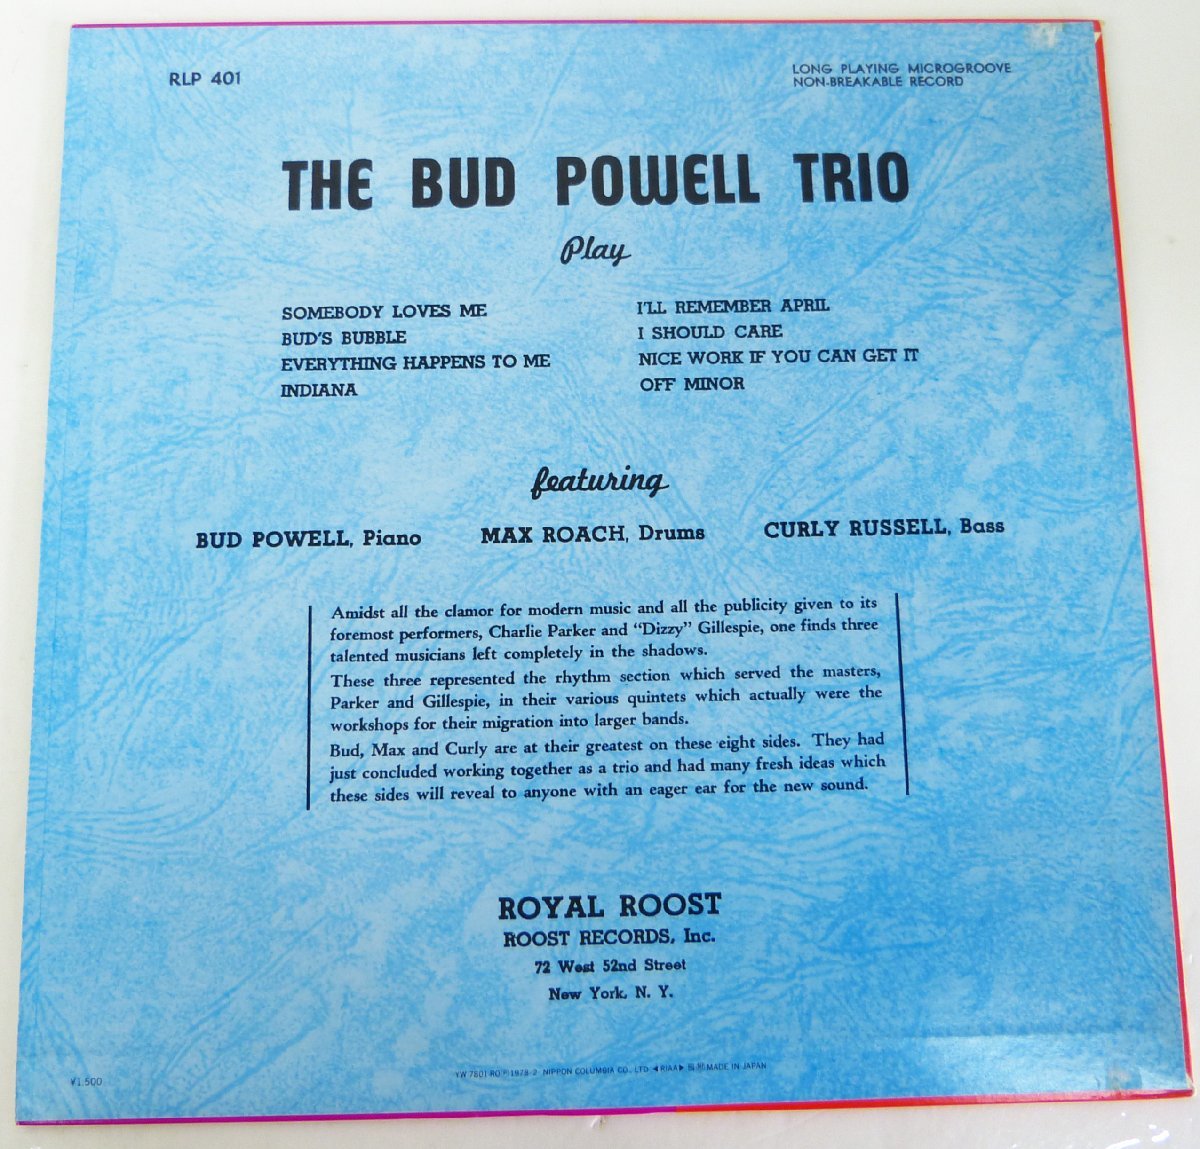 RLP 401
LONG PLAYING MICROGROOVE
NON-BREAKABLE RECORD
THE BUD POWELL TRIO
Play
SOMEBODY LOVES ME
BUD'S BUBBLE
EVERYTHING HAPPENS TO ME
INDIANA
I'LL REMEMBER APRIL
I SHOULD CARE
NICE WORK IF YOU CAN GET IT
OFF MINOR
featuring
BUD POWELL, Piano
MAX ROACH, Drums
CURLY RUSSELL, Bass
Amidst all the clamor for modern music and all the publicity given to its
foremost performers, Charlie Parker and "Dizzy" Gillespie, one finds three
talented musicians left completely in the shadows.
These three represented the rhythm section which served the masters,
Parker and Gillespie, in their various quintets which actually were the
workshops for their migration into larger bands.
Bud, Max and Curly are at their greatest on these eight sides. They had
just concluded working together as a trio and had many fresh ideas which
these sides will reveal to anyone with an eager ear for the new sound.
ROYAL ROOST
ROOST RECORDS, Inc.
72 West 52nd Street
New York, N. Y.
¥1,500
YW-7801-RO Ⓟ1978-2 NIPPON COLUMBIA CO., LTD. ◀RIAA▶ MADE IN JAPAN